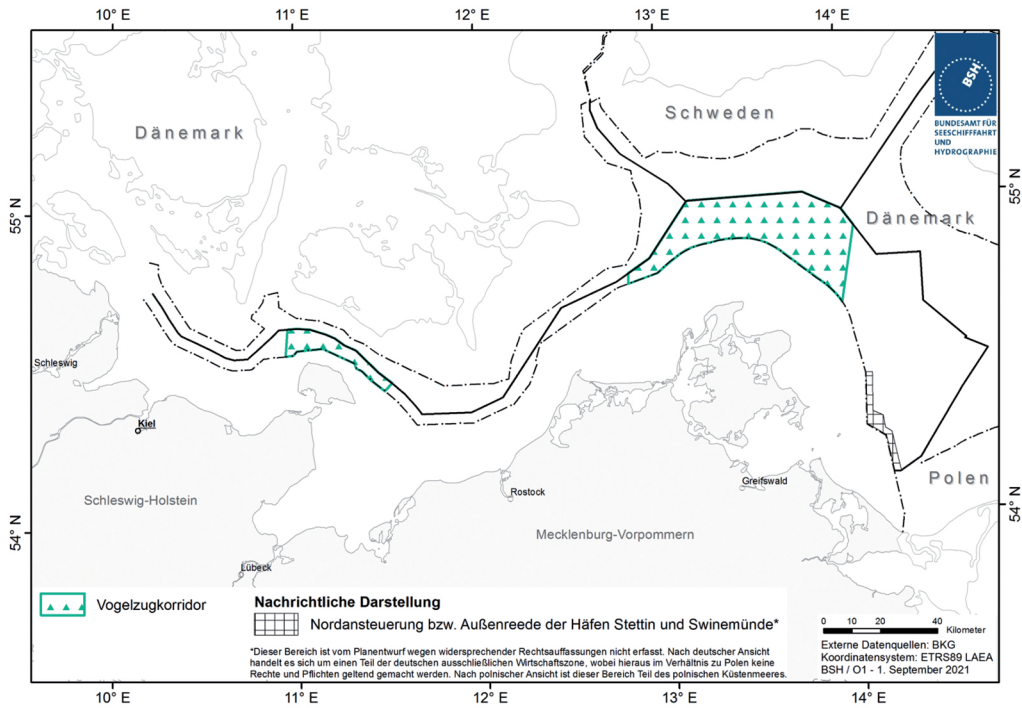 10° E 11° E 12° E 13° E 14° E
BSH
BUNDESAMT FÜR
SEESCHIFFFAHRT
UND
HYDROGRAPHIE
Schweden
Dänemark
55° N
55° N
Dänemark
Schleswig
Kiel
Polen
Greifswald
Rostock
Schleswig-Holstein
54° N
54° N
Mecklenburg-Vorpommern
Lübeck
Vogelzugkorridor
Nachrichtliche Darstellung
Nordansteuerung bzw. Außenreede der Häfen Stettin und Swinemünde*
*Dieser Bereich ist vom Planentwurf wegen widersprechender Rechtsauffassungen nicht erfasst. Nach deutscher Ansicht
handelt es sich um einen Teil der deutschen ausschließlichen Wirtschaftszone, wobei hieraus im Verhältnis zu Polen keine
Rechte und Pflichten geltend gemacht werden. Nach polnischer Ansicht ist dieser Bereich Teil des polnischen Küstenmeeres.
0 10 20 40
Kilometer
Externe Datenquellen: BKG
Koordinatensystem: ETRS89 LAEA
BSH / O1 - 1. September 2021
10° E 11° E 12° E 13° E 14° E